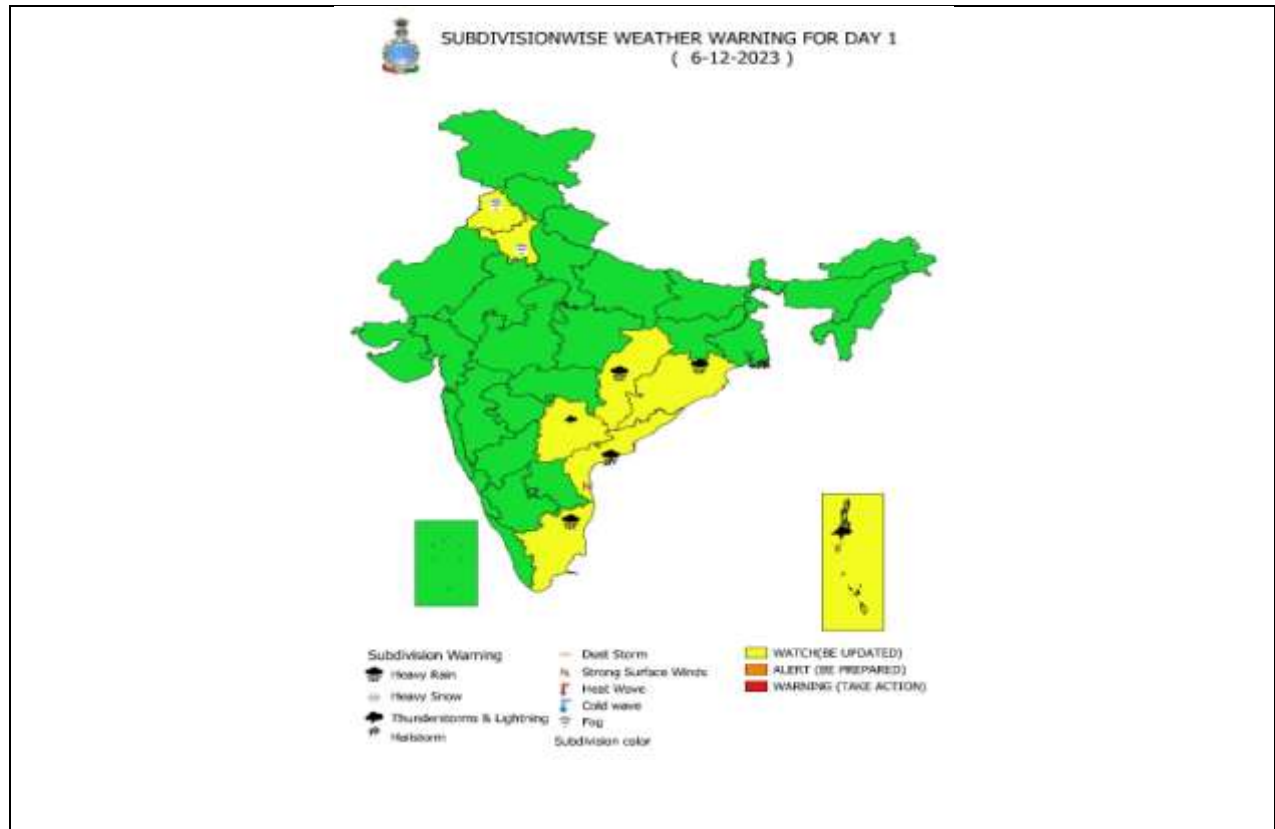 SUBDIVISIONWISE WEATHER WARNING FOR DAY 1
( 6-12-2023 )
Subdivision Warning
Heavy Rain
Heavy Snow
Thunderstorms & Lightning
Hailstorm
Dust Storm
Strong Surface Winds
Heat Wave
Cold wave
Fog
Subdivision color
WATCH(BE UPDATED)
ALERT (BE PREPARED)
WARNING (TAKE ACTION)